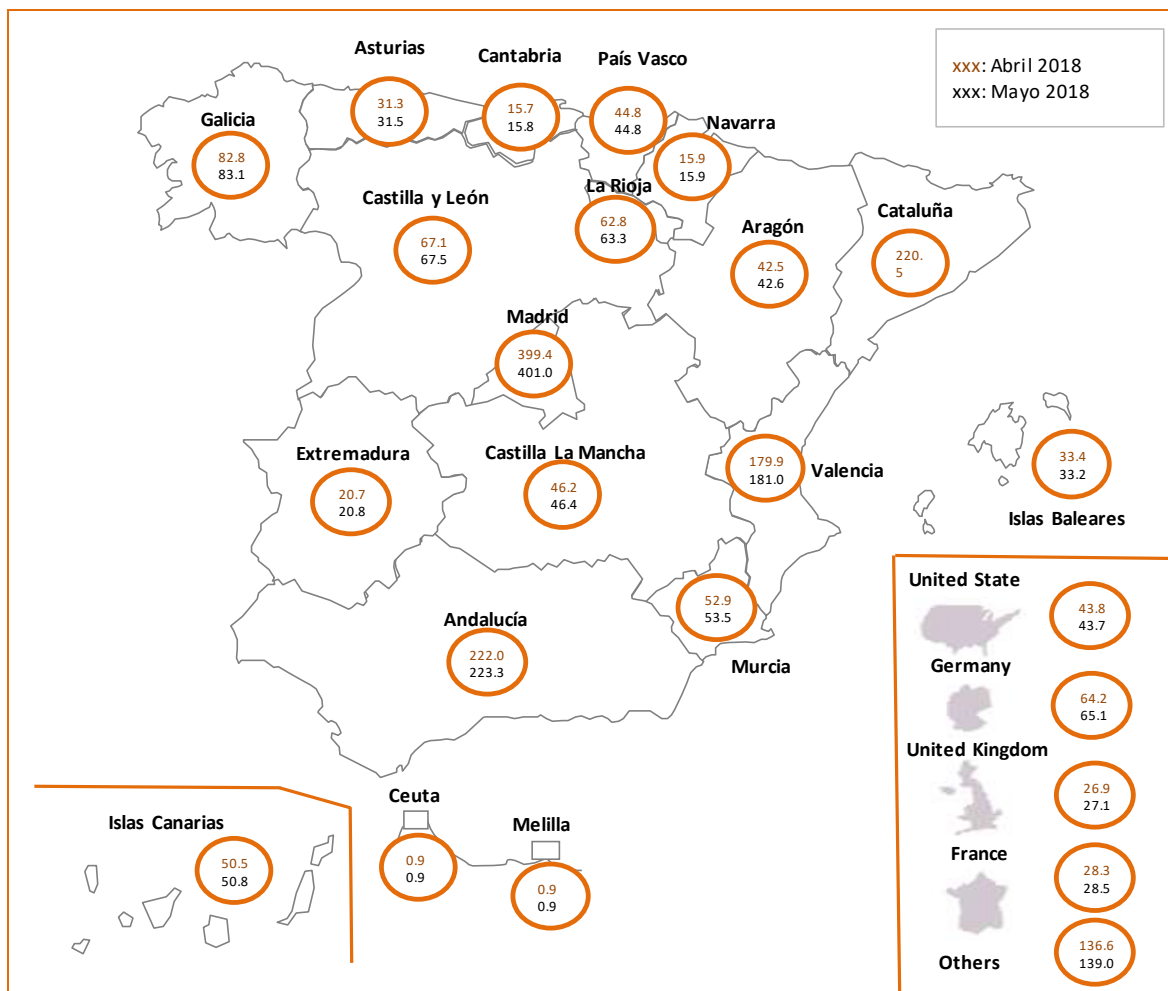 xxx: Abril 2018
xxx: Mayo 2018
Asturias
31.3
31.5
Cantabria
15.7
15.8
País Vasco
44.8
44.8
Galicia
82.8
83.1
Navarra
15.9
15.9
Castilla y León
67.1
67.5
La Rioja
62.8
63.3
Aragón
42.5
42.6
Cataluña
220.
5
Madrid
399.4
401.0
Extremadura
20.7
20.8
Castilla La Mancha
46.2
46.4
179.9
181.0
Valencia
33.4
33.2
Islas Baleares
Andalucía
222.0
223.3
52.9
53.5
Murcia
United State
43.8
43.7
Germany
64.2
65.1
United Kingdom
26.9
27.1
France
28.3
28.5
Others
136.6
139.0
Islas Canarias
50.5
50.8
Ceuta
0.9
0.9
Melilla
0.9
0.9